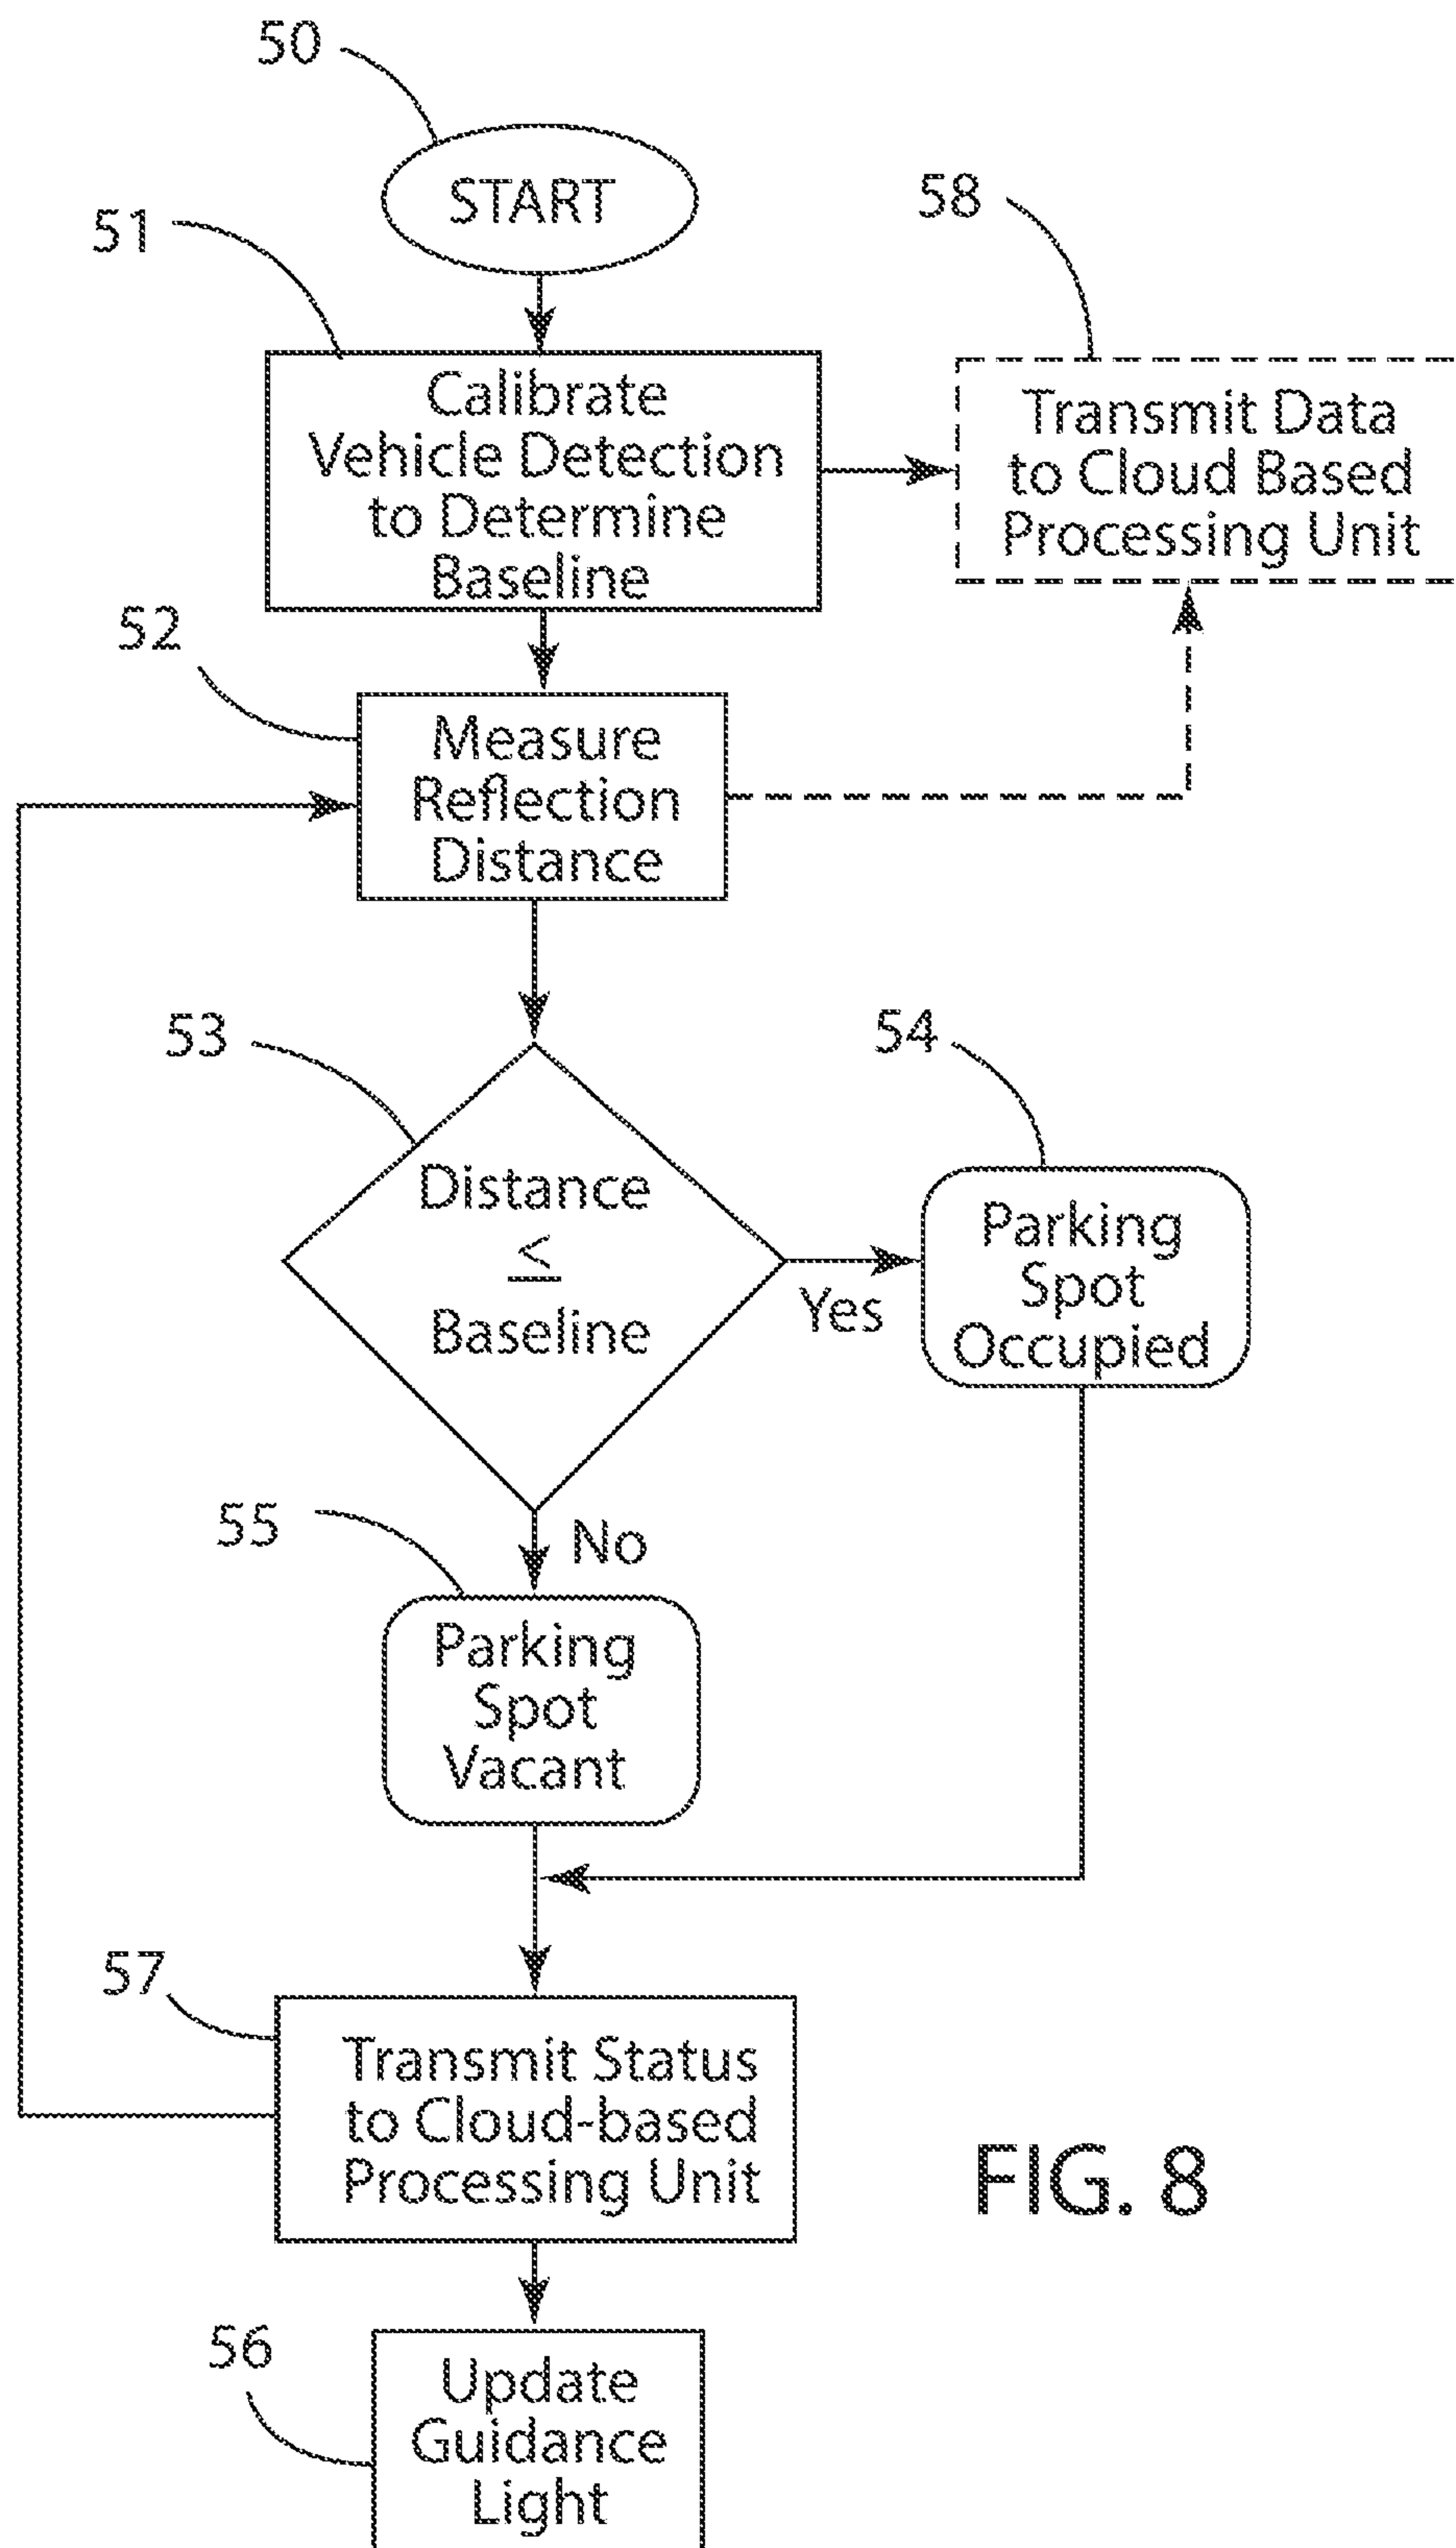 50
START
51
58
Calibrate
Vehicle Detection
to Determine
Baseline
Transmit Data
to Cloud Based
Processing Unit
52
Measure
Reflection
Distance
53
54
Distance
≤
Baseline
Yes
Parking
Spot
Occupied
55
No
Parking
Spot
Vacant
57
Transmit Status
to Cloud-based
Processing Unit
FIG. 8
56
Update
Guidance
Light